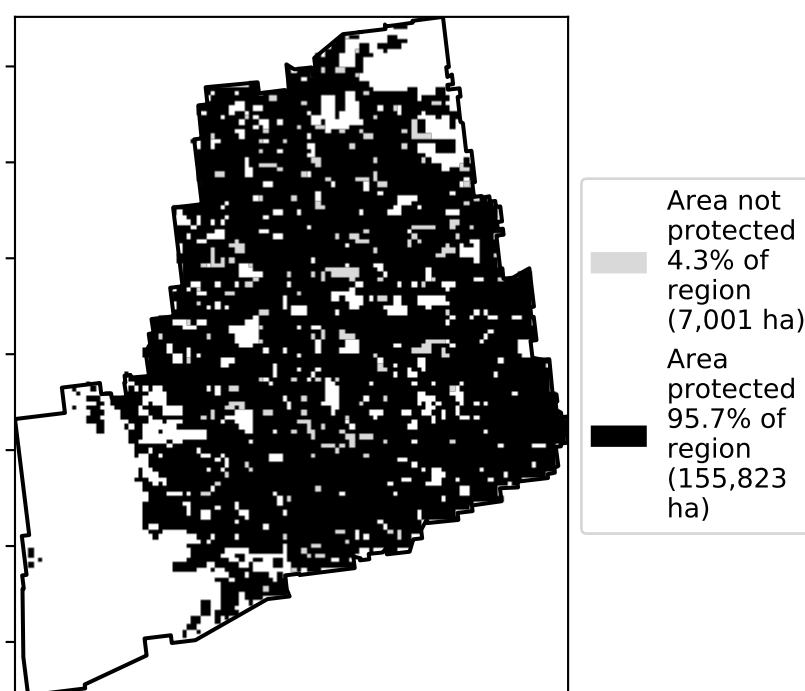 Area not
protected
4.3% of
region
(7,001 ha)
Area
protected
95.7% of
region
(155,823
ha)